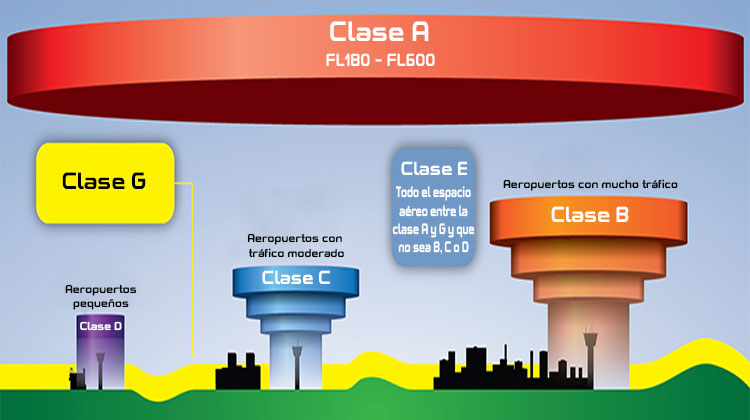 Clase A
FL180 - FL600
Clase G
Clase E
Todo el espacio
aéreo entre la
clase A y G y que
no sea B, C o D
Aeropuertos con mucho tráfico
Clase B
Aeropuertos con
tráfico moderado
Clase C
Aeropuertos
pequeños
Clase D